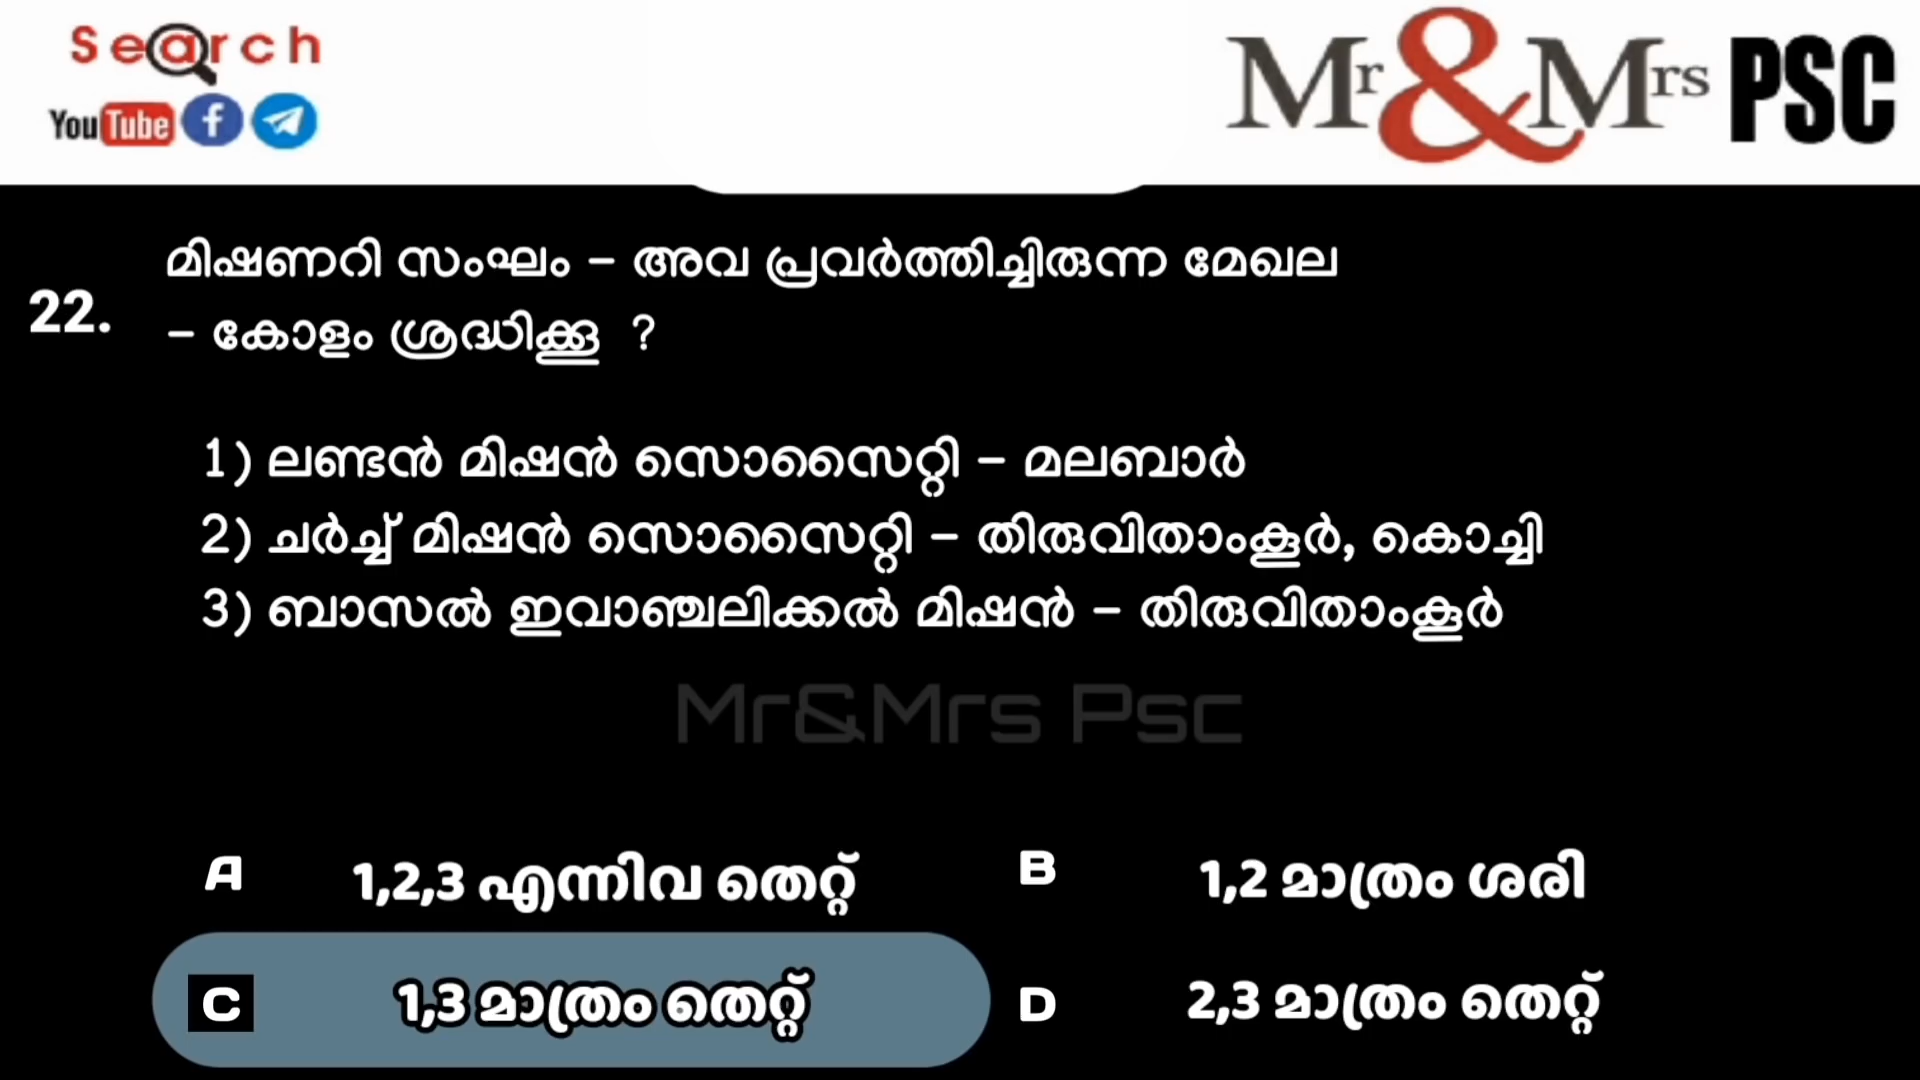 Search
YouTube
Mr&Mrs PSC
22.
മിഷണറി സംഘം – അവ പ്രവർത്തിച്ചിരുന്ന മേഖല
– കോളം ശ്രദ്ധിക്കൂ ?
1) ലണ്ടൻ മിഷൻ സൊസൈറ്റി – മലബാർ
2) ചർച്ച് മിഷൻ സൊസൈറ്റി – തിരുവിതാംകൂർ, കൊച്ചി
3) ബാസൽ ഇവാഞ്ചലിക്കൽ മിഷൻ – തിരുവിതാംകൂർ
Mr&Mrs Psc
A 1,2,3 എന്നിവ തെറ്റ്
B 1,2 മാത്രം ശരി
C 1,3 മാത്രം തെറ്റ്
D 2,3 മാത്രം തെറ്റ്